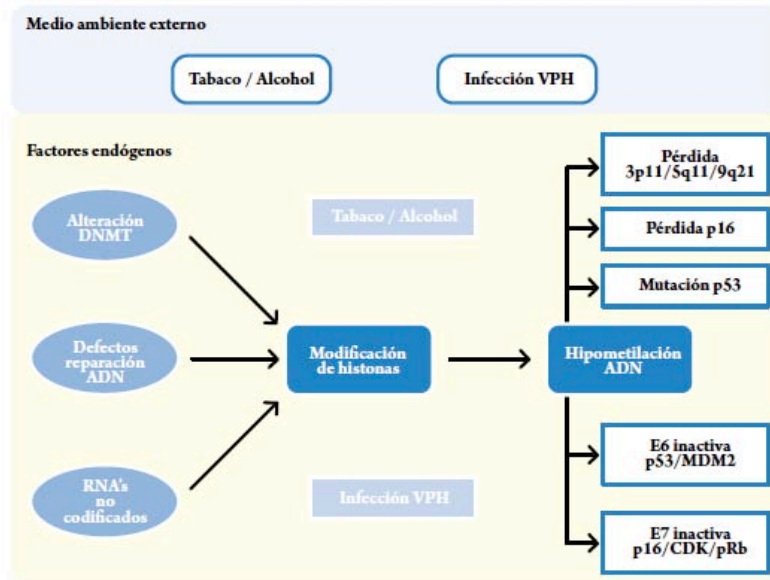 Medio ambiente externo
Tabaco / Alcohol
Infección VPH
Factores endógenos
Alteración
DNMT
Defectos
reparación
ADN
RNA's
no
codificados
Tabaco / Alcohol
Modificación
de histonas
Infección VPH
Hipometilación
ADN
Pérdida
3p11/5q11/9q21
Pérdida p16
Mutación p53
E6 inactiva
p53/MDM2
E7 inactiva
p16/CDK/pRb